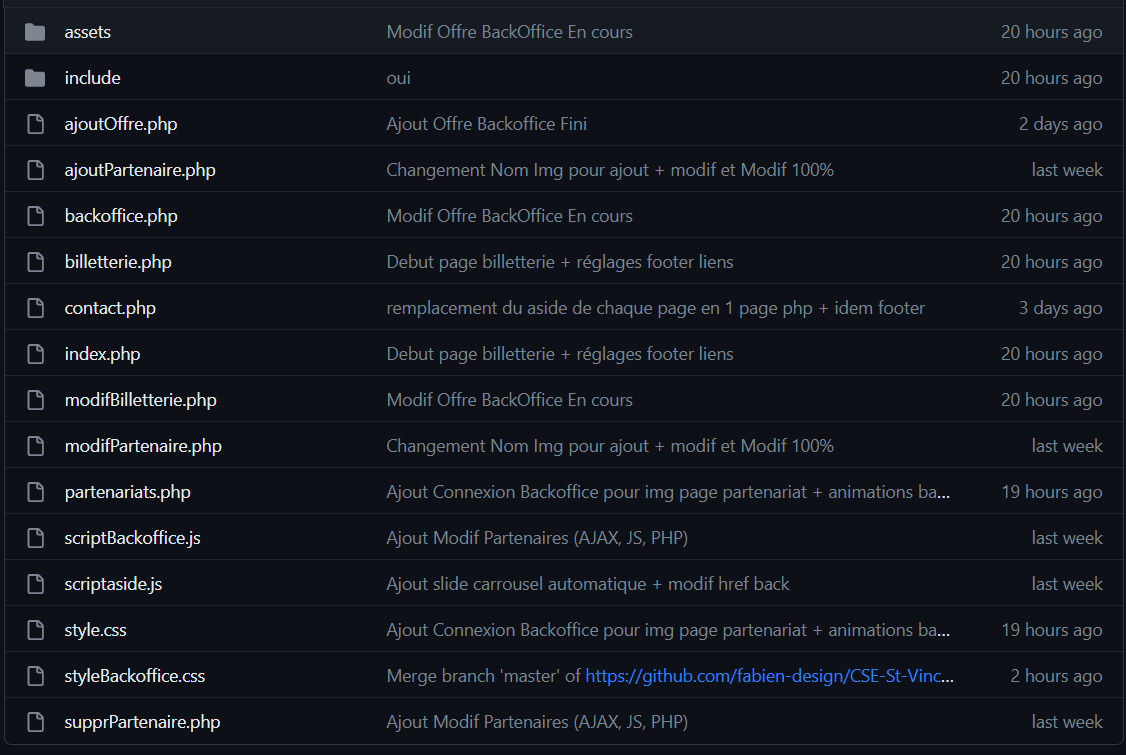 assets Modif Offre BackOffice En cours 20 hours ago
include oui 20 hours ago
ajoutOffre.php Ajout Offre Backoffice Fini 2 days ago
ajoutPartenaire.php Changement Nom Img pour ajout + modif et Modif 100% last week
backoffice.php Modif Offre BackOffice En cours 20 hours ago
billetterie.php Debut page billetterie + réglages footer liens 20 hours ago
contact.php remplacement du aside de chaque page en 1 page php + idem footer 3 days ago
index.php Debut page billetterie + réglages footer liens 20 hours ago
modifBilletterie.php Modif Offre BackOffice En cours 20 hours ago
modifPartenaire.php Changement Nom Img pour ajout + modif et Modif 100% last week
partenariats.php Ajout Connexion Backoffice pour img page partenariat + animations ba... 19 hours ago
scriptBackoffice.js Ajout Modif Partenaires (AJAX, JS, PHP) last week
scriptaside.js Ajout slide carrousel automatique + modif href back last week
style.css Ajout Connexion Backoffice pour img page partenariat + animations ba... 19 hours ago
styleBackoffice.css Merge branch 'master' of https://github.com/fabien-design/CSE-St-Vinc... 2 hours ago
supprPartenaire.php Ajout Modif Partenaires (AJAX, JS, PHP) last week